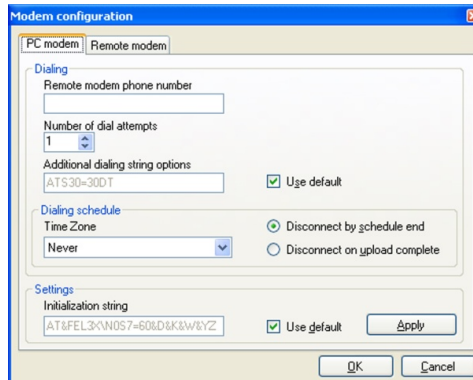 Modem configuration
PC modem
Remote modem
Dialing
Remote modem phone number
Number of dial attempts
1
Additional dialing string options
ATS30=30DT
Use default
Dialing schedule
Time Zone
Never
Disconnect by schedule end
Disconnect on upload complete
Settings
Initialization string
AT&FEL3X\N0S7=60&D&K&W&YZ
Use default
Apply
OK
Cancel